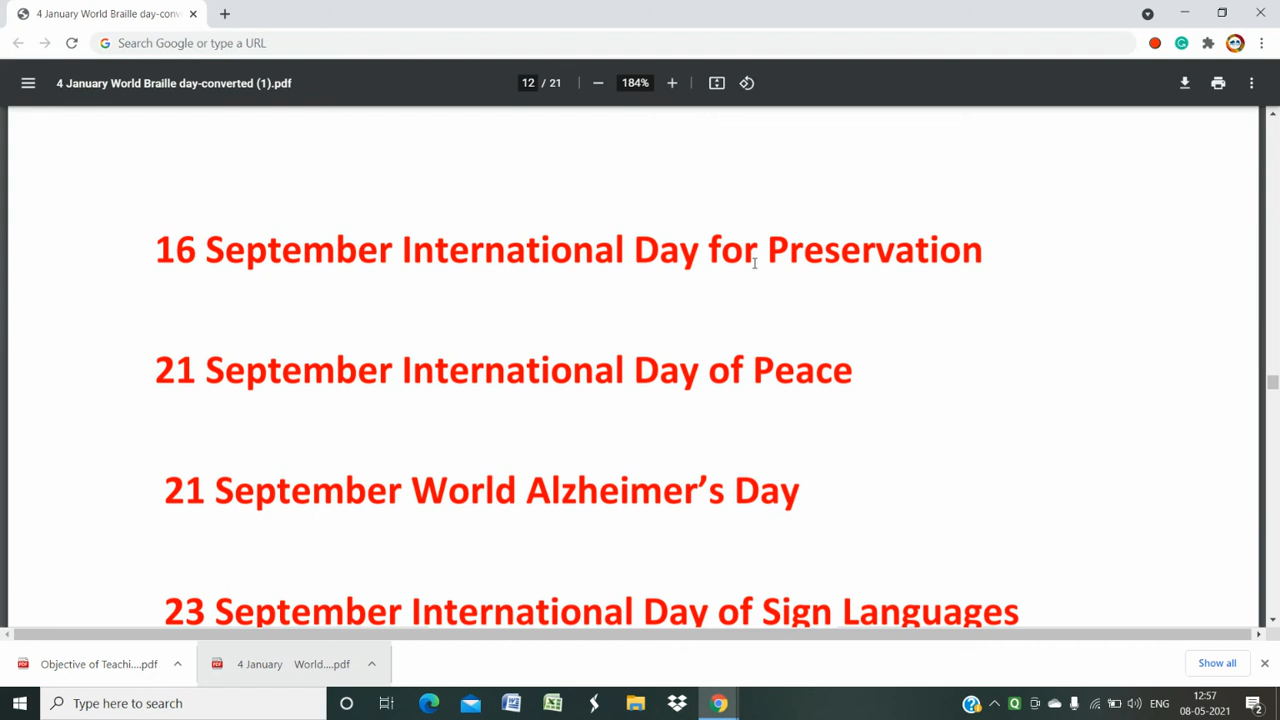 4 January World Braille day-conv
Search Google or type a URL
4 January World Braille day-converted (1).pdf
12 / 21
184%
16 September International Day for Preservation
21 September International Day of Peace
21 September World Alzheimer’s Day
23 September International Day of Sign Languages
Objective of Teachi....pdf
4 January World....pdf
Show all
Type here to search
ENG
12:57
08-05-2021
2